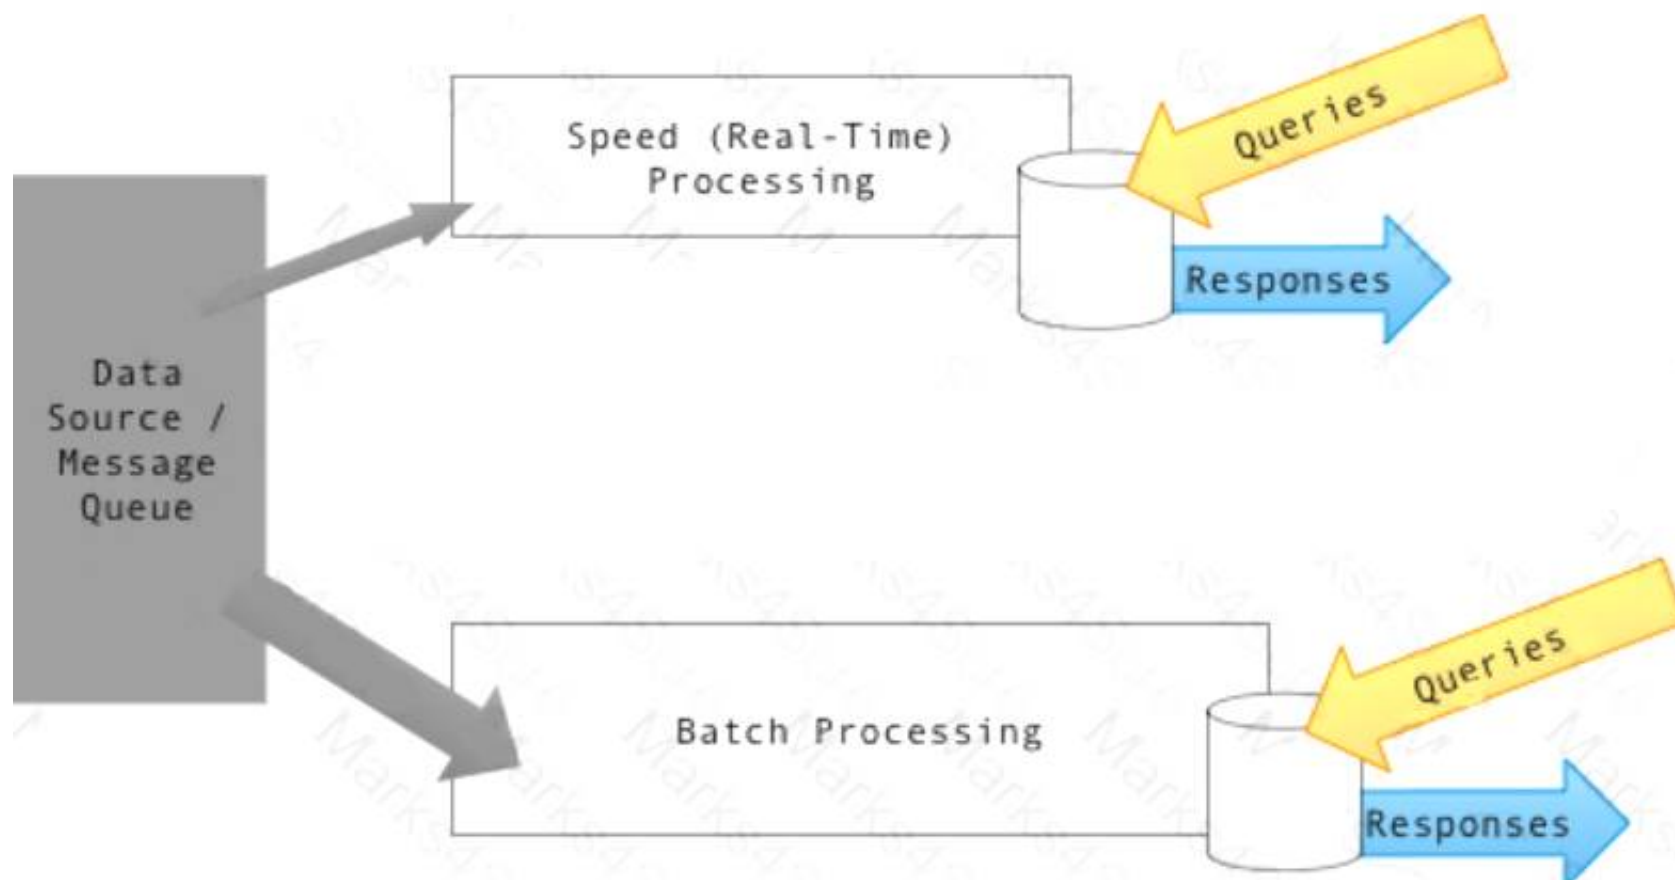 Speed (Real-Time)
Processing
Queries
Responses
Data
Source /
Message
Queue
Batch Processing
Queries
Responses